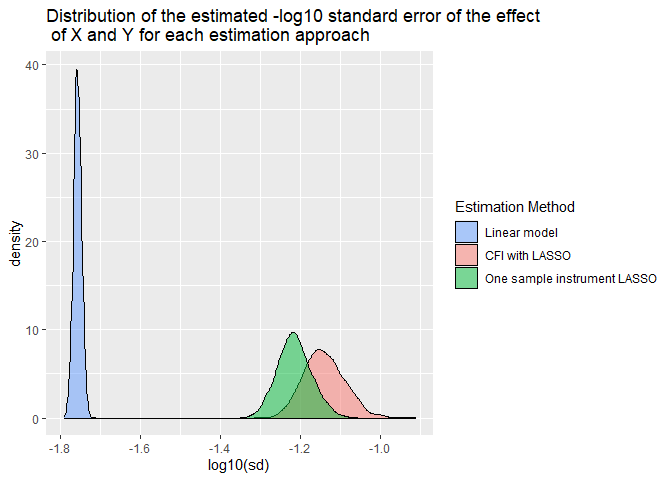 Distribution of the estimated -log10 standard error of the effect
of X and Y for each estimation approach
40
30
20
10
0
density
-1.8
-1.6
-1.4
-1.2
-1.0
log10(sd)
Estimation Method
Linear model
CFI with LASSO
One sample instrument LASSO